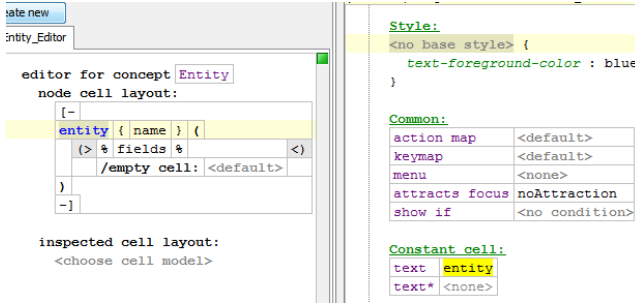 eate new
Entity_Editor
editor for concept Entity
node cell layout:
[-
entity { name } (
(> % fields % <)
/empty cell: <default>
)
-]
inspected cell layout:
<choose cell model>
Style:
<no base style> {
text-foreground-color : blue
}
Common:
action map <default>
keymap <default>
menu <none>
attracts focus noAttraction
show if <no condition>
Constant cell:
text entity
text* <none>